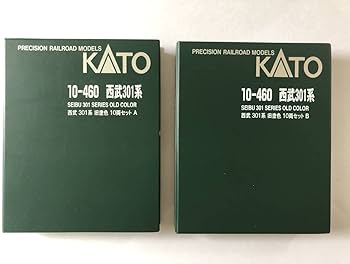 PRECISION RAILROAD MODELS
KATO
10-460 西武301系
SEIBU 301 SERIES OLD COLOR
西武 301系 旧塗色 10両セット A
PRECISION RAILROAD MODELS
KATO
10-460 西武301系
SEIBU 301 SERIES OLD COLOR
西武 301系 旧塗色 10両セット B